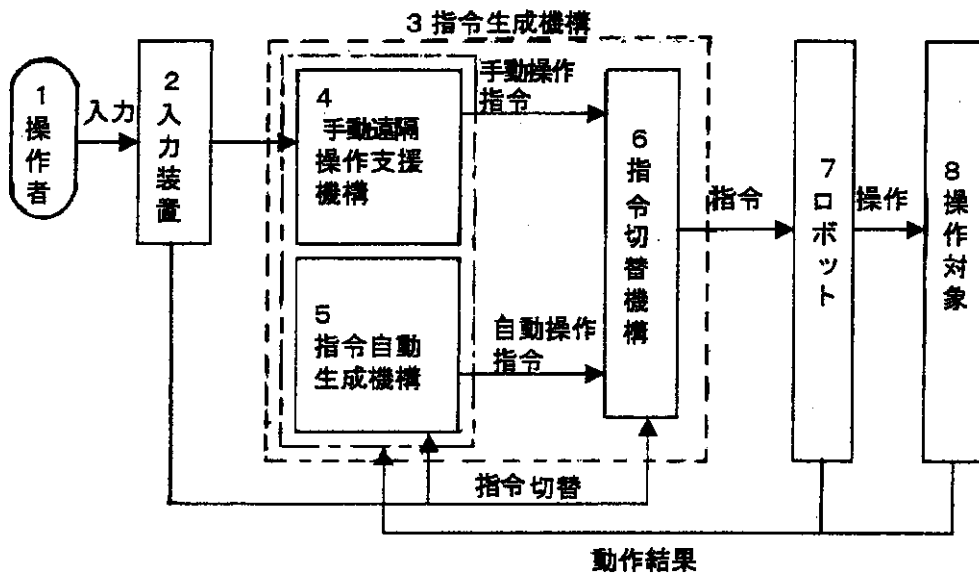 3 指令生成機構
1
操
作
者
入力
2
入
力
装
置
4
手動遠隔
操作支援
機構
手動操作
指令
5
指令自動
生成機構
自動操作
指令
6
指
令
切
替
機
構
指令
7
ロ
ボ
ッ
ト
操作
8
操
作
対
象
指令切替
動作結果